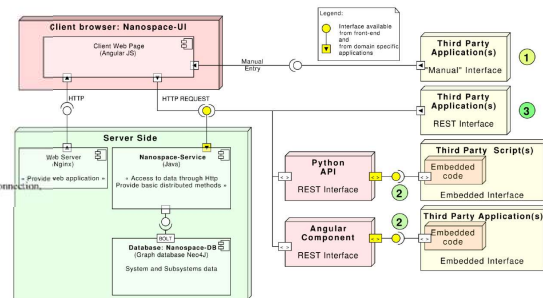 Client browser: Nanospace-UI
Client Web Page
(Angular JS)
Legend:
Interface available
from front-end
and
from domain specific
applications
Manual
Entry
Third Party
Application(s)
"Manual" Interface
1
HTTP
HTTP REQUEST
Third Party
Application(s)
REST Interface
3
Server Side
Web Server
(Nginx)
« Provide web application »
Nanospace-Service
(Java)
« Access to data through Http
Provide basic distributed methods »
BOLT
Database: Nanospace-DB
(Graph database Neo4J)
System and Subsystems data
onnection,
Python
API
REST Interface
< >
< >
2
Third Party Script(s)
Embedded
code
< >
Embedded Interface
Angular
Component
REST Interface
< >
< >
2
Third Party Application(s)
Embedded
code
< >
Embedded Interface